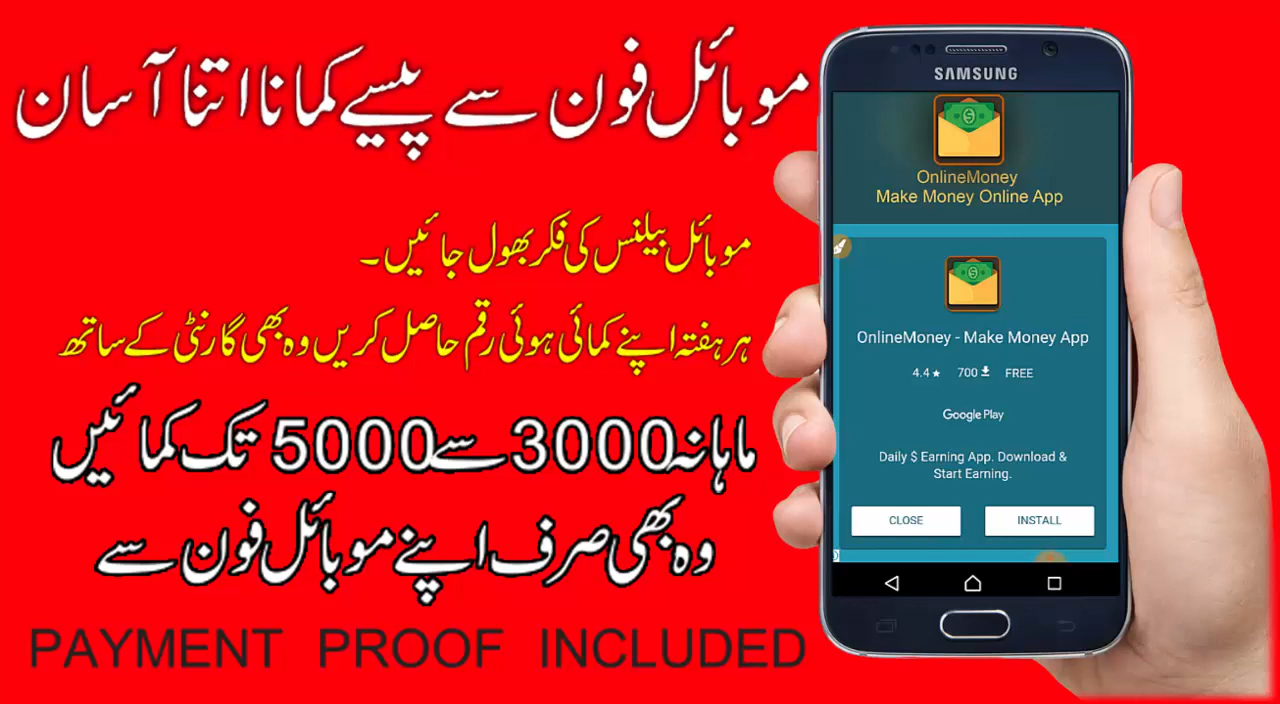 موبائل فون سے پیسے کمانا اتنا آسان
موبائل بیلنس کی فکر بھول جائیں۔
ہر ہفتہ اپنے کمائی ہوئی رقم حاصل کریں وہ بھی گارنٹی کے ساتھ
ماہانہ 3000 سے 5000 تک کمائیں
وہ بھی صرف اپنے موبائل فون سے
PAYMENT PROOF INCLUDED
SAMSUNG
OnlineMoney
Make Money Online App
OnlineMoney - Make Money App
4.4★ 700 FREE
Google Play
Daily $ Earning App. Download &
Start Earning.
CLOSE INSTALL